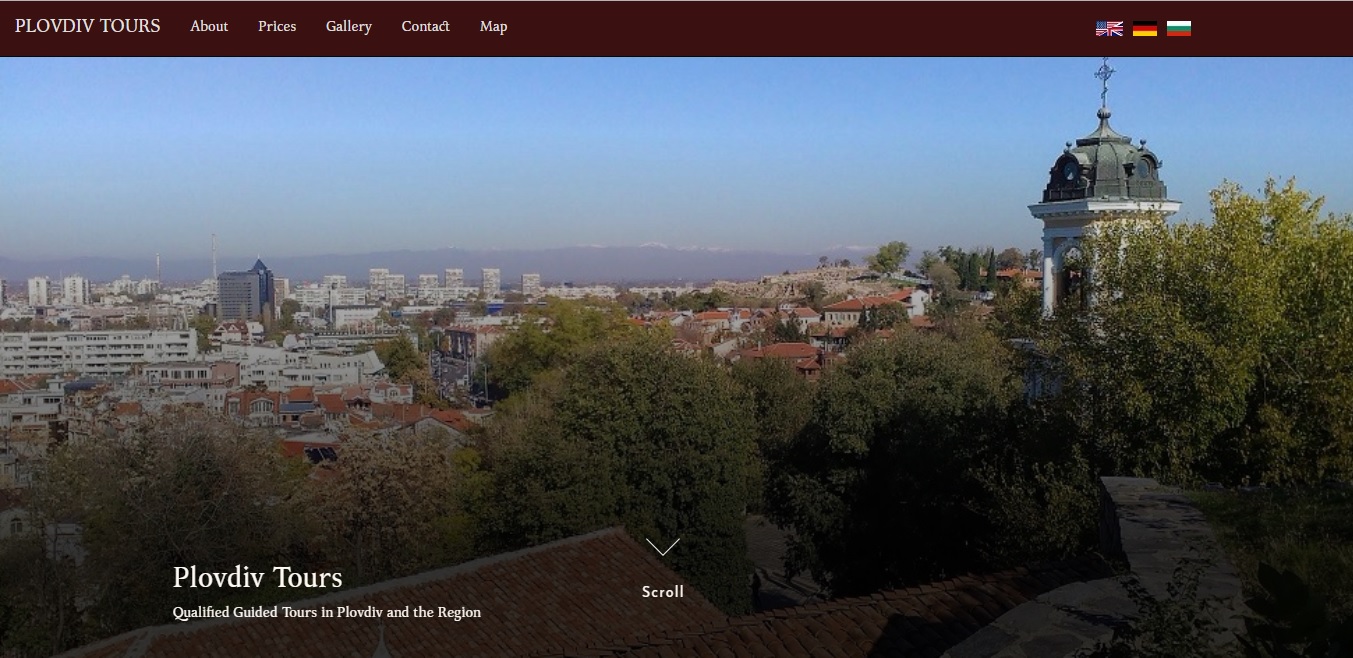 PLOVDIV TOURS About Prices Gallery Contact Map
Scroll
Plovdiv Tours
Qualified Guided Tours in Plovdiv and the Region